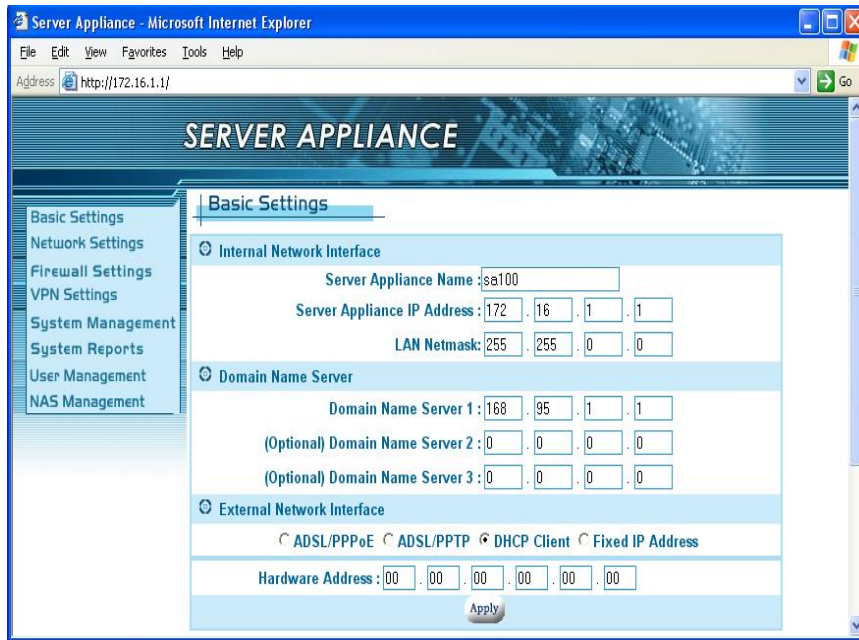 Server Appliance - Microsoft Internet Explorer
File Edit View Favorites Tools Help
Address http://172.16.1.1/ Go
SERVER APPLIANCE
Basic Settings
Network Settings
Firewall Settings
VPN Settings
System Management
System Reports
User Management
NAS Management
Basic Settings
Internal Network Interface
Server Appliance Name : sa100
Server Appliance IP Address : 172 . 16 . 1 . 1
LAN Netmask: 255 . 255 . 0 . 0
Domain Name Server
Domain Name Server 1 : 168 . 95 . 1 . 1
(Optional) Domain Name Server 2 : 0 . 0 . 0 . 0
(Optional) Domain Name Server 3 : 0 . 0 . 0 . 0
External Network Interface
ADSL/PPPoE ADSL/PPTP DHCP Client Fixed IP Address
Hardware Address : 00 . 00 . 00 . 00 . 00 . 00
Apply